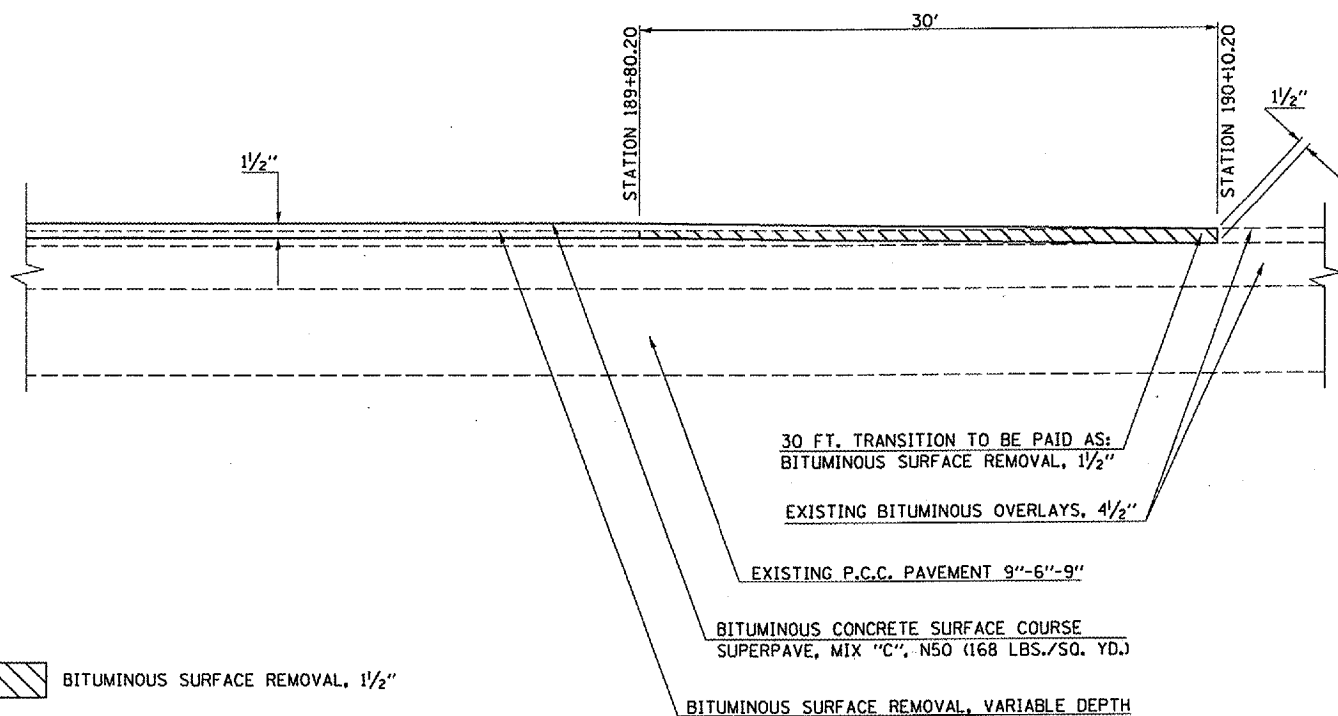 30'
STATION 189+80.20
STATION 190+10.20
1½"
1½"
30 FT. TRANSITION TO BE PAID AS:
BITUMINOUS SURFACE REMOVAL, 1½"
EXISTING BITUMINOUS OVERLAYS, 4½"
EXISTING P.C.C. PAVEMENT 9"-6"-9"
BITUMINOUS CONCRETE SURFACE COURSE
SUPERPAVE, MIX "C", N50 (168 LBS./SQ. YD.)
BITUMINOUS SURFACE REMOVAL, 1½"
BITUMINOUS SURFACE REMOVAL, VARIABLE DEPTH